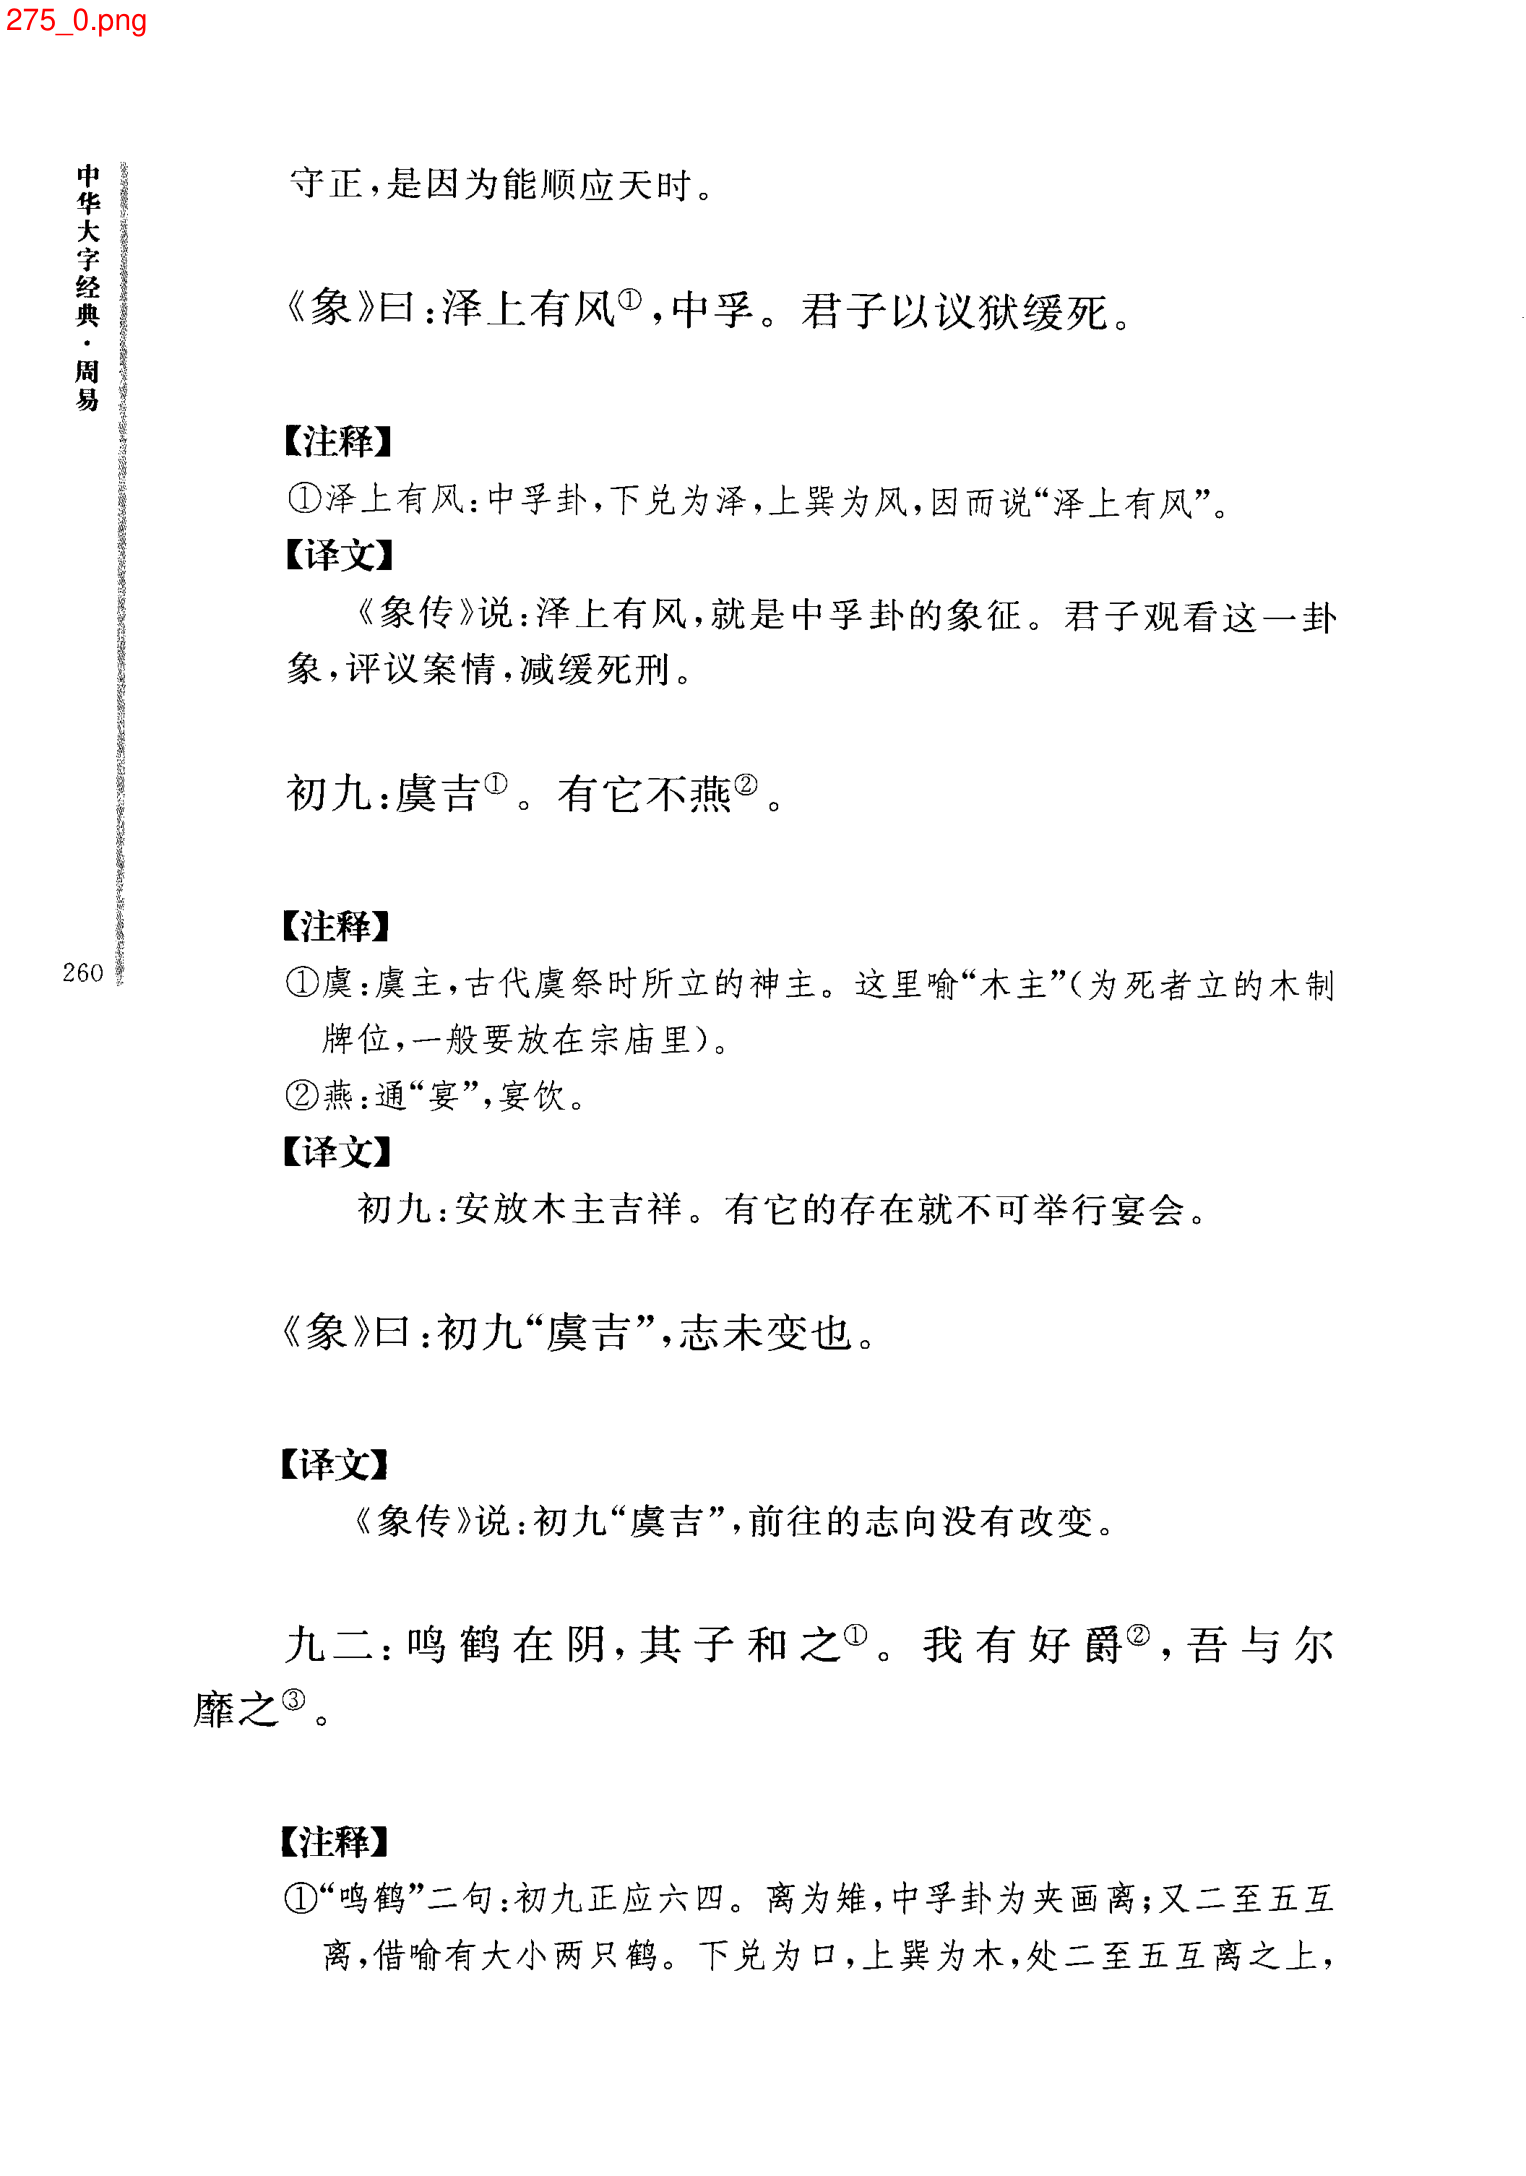 275_0.png
中华大字经典·周易
260
守正，是因为能顺应天时。
《象》曰：泽上有风①，中孚。君子以议狱缓死。
【注释】
①泽上有风：中孚卦，下兑为泽，上巽为风，因而说“泽上有风”。
【译文】
《象传》说：泽上有风，就是中孚卦的象征。君子观看这一卦
象，评议案情，减缓死刑。
初九：虞吉①。有它不燕②。
【注释】
①虞：虞主，古代虞祭时所立的神主。这里喻“木主”（为死者立的木制
牌位，一般要放在宗庙里）。
②燕：通“宴”，宴饮。
【译文】
初九：安放木主吉祥。有它的存在就不可举行宴会。
《象》曰：初九“虞吉”，志未变也。
【译文】
《象传》说：初九“虞吉”，前往的志向没有改变。
九二：鸣鹤在阴，其子和之①。我有好爵②，吾与尔
靡之③。
【注释】
①“鸣鹤”二句：初九正应六四。离为雉，中孚卦为夹画离；又二至五互
离，借喻有大小两只鹤。下兑为口，上巽为木，处二至五互离之上，